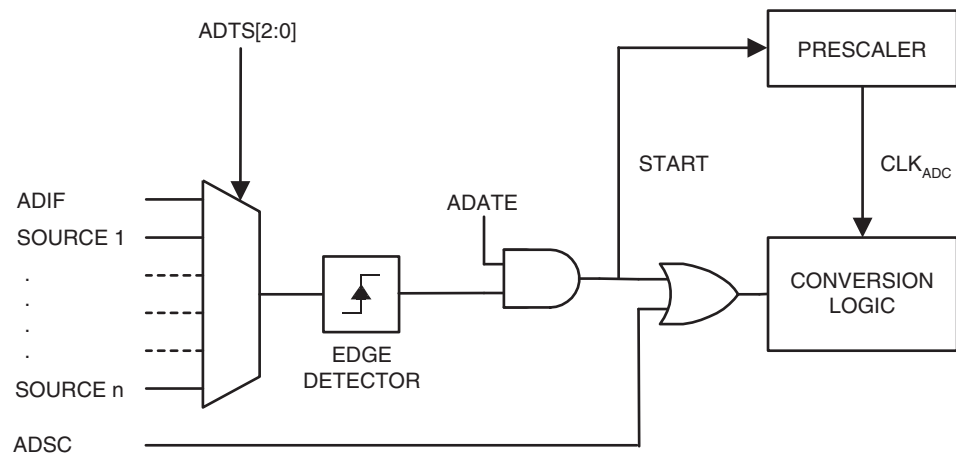 ADTS[2:0]
PRESCALER
START
CLKADC
ADIF
ADATE
SOURCE 1
.
.
.
.
CONVERSION
LOGIC
EDGE
DETECTOR
SOURCE n
ADSC